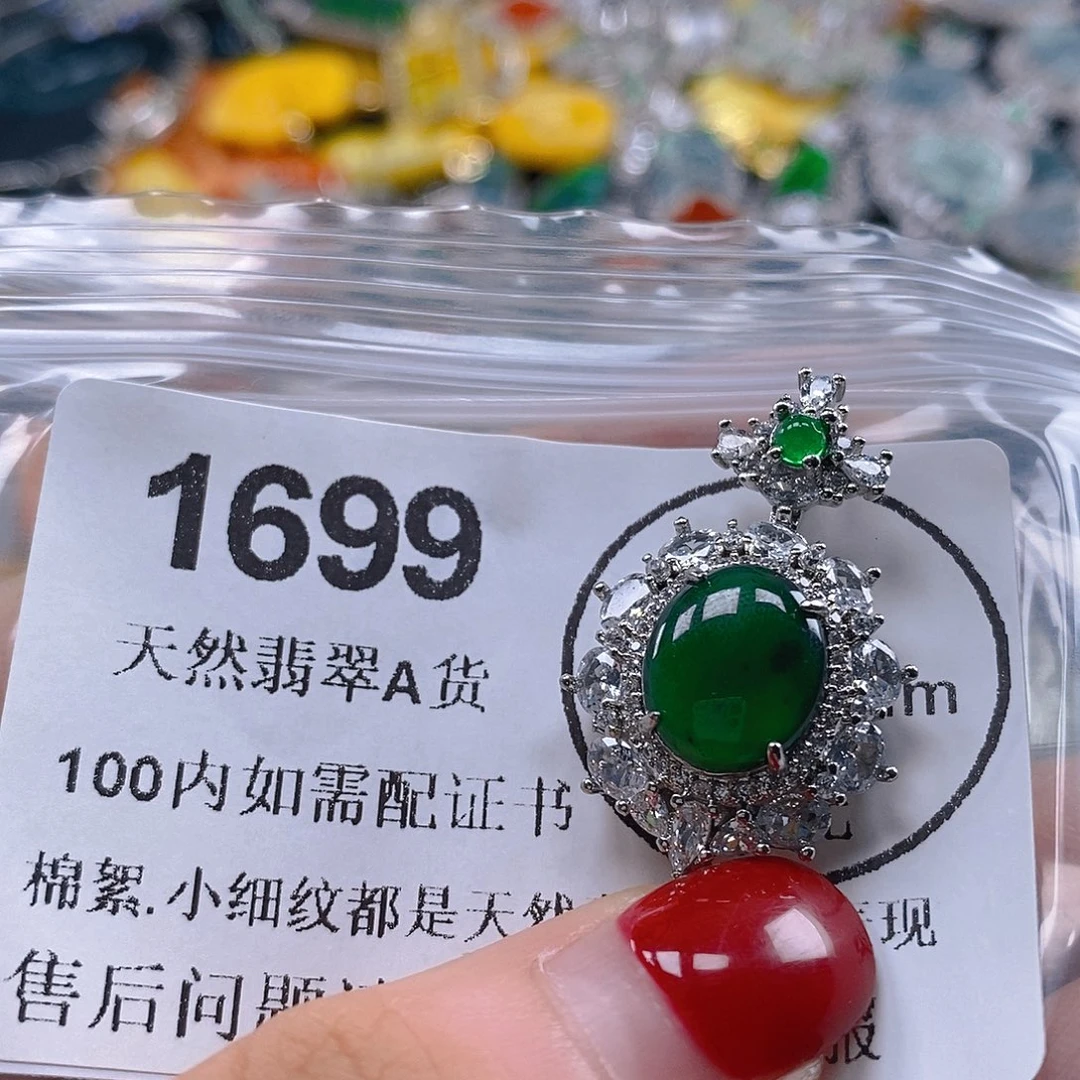 1699
天然翡翠A货
m
100内如需配证书
棉絮.小细纹都是天然 现
售后问题